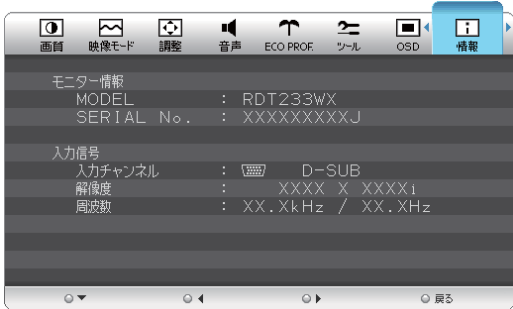 画質 映像モード 調整 音声 ECO PROF. ツール OSD 情報
モニター情報
MODEL : RDT233WX
SERIAL No. : XXXXXXXXXJ
入力信号
入力チャンネル : D-SUB
解像度 : XXXX X XXXXi
周波数 : XX.XkHz / XX.XHz
戻る